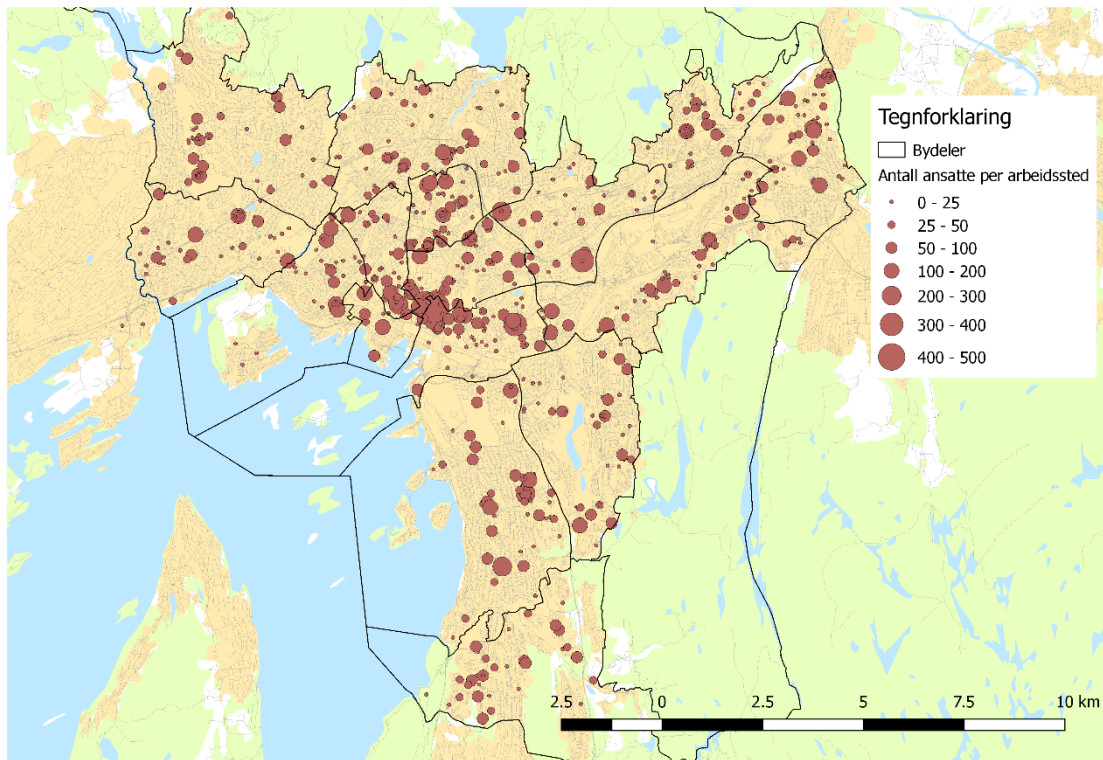 Tegnforklaring
Bydeler
Antall ansatte per arbeidssted
0 - 25
25 - 50
50 - 100
100 - 200
200 - 300
300 - 400
400 - 500
2.5 0 2.5 5 7.5 10 km